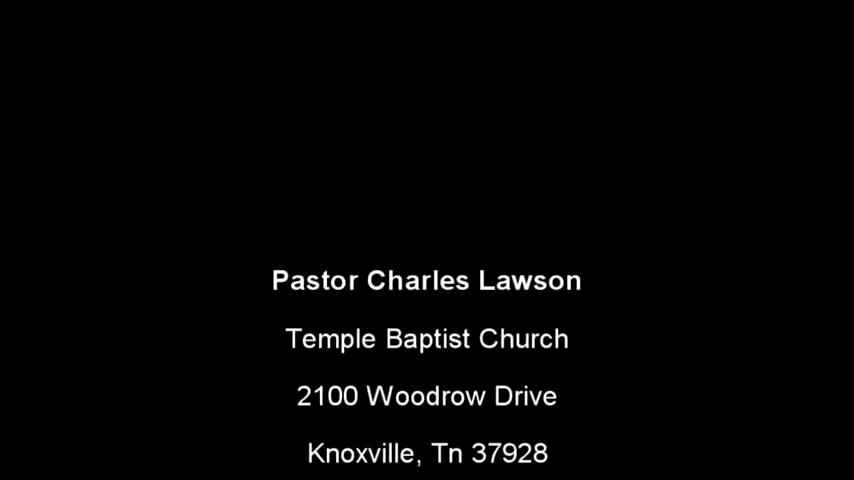 Pastor Charles Lawson
Temple Baptist Church
2100 Woodrow Drive
Knoxville, Tn 37928